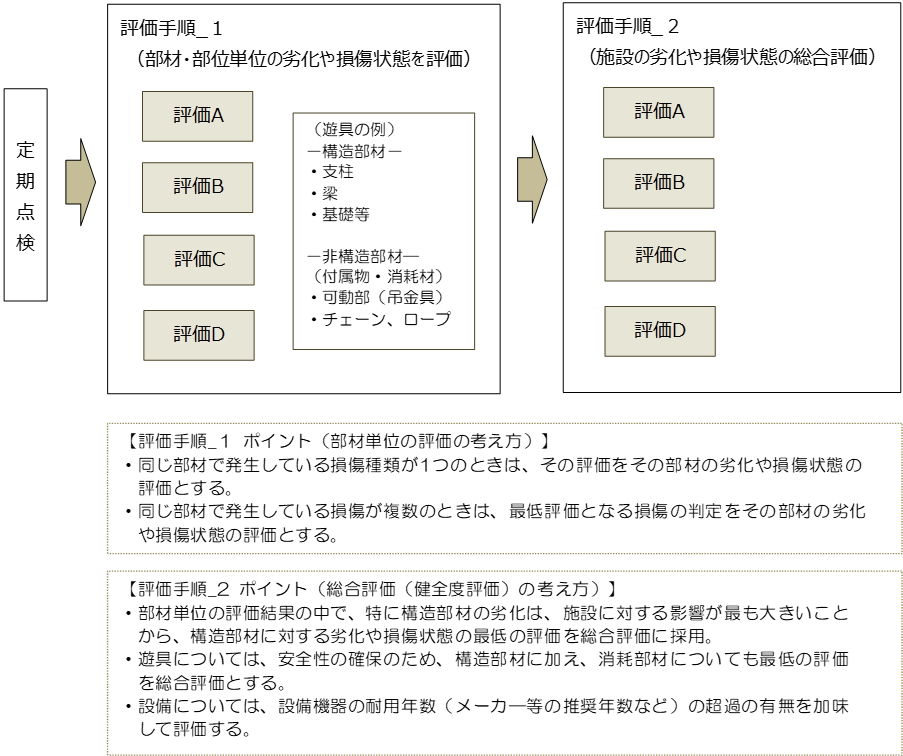 定期点検
評価手順_１
（部材・部位単位の劣化や損傷状態を評価）
評価A
評価B
評価C
評価D
（遊具の例）
－構造部材－
・支柱
・梁
・基礎等
－非構造部材―
（付属物・消耗材）
・可動部（吊金具）
・チェーン、ロープ
評価手順_２
（施設の劣化や損傷状態の総合評価）
評価A
評価B
評価C
評価D
【評価手順_１ ポイント（部材単位の評価の考え方）】
・同じ部材で発生している損傷種類が1つのときは、その評価をその部材の劣化や損傷状態の
評価とする。
・同じ部材で発生している損傷が複数のときは、最低評価となる損傷の判定をその部材の劣化
や損傷状態の評価とする。
【評価手順_２ ポイント（総合評価（健全度評価）の考え方）】
・部材単位の評価結果の中で、特に構造部材の劣化は、施設に対する影響が最も大きいこと
から、構造部材に対する劣化や損傷状態の最低の評価を総合評価に採用。
・遊具については、安全性の確保のため、構造部材に加え、消耗部材についても最低の評価
を総合評価とする。
・設備については、設備機器の耐用年数（メーカ―等の推奨年数など）の超過の有無を加味
して評価する。